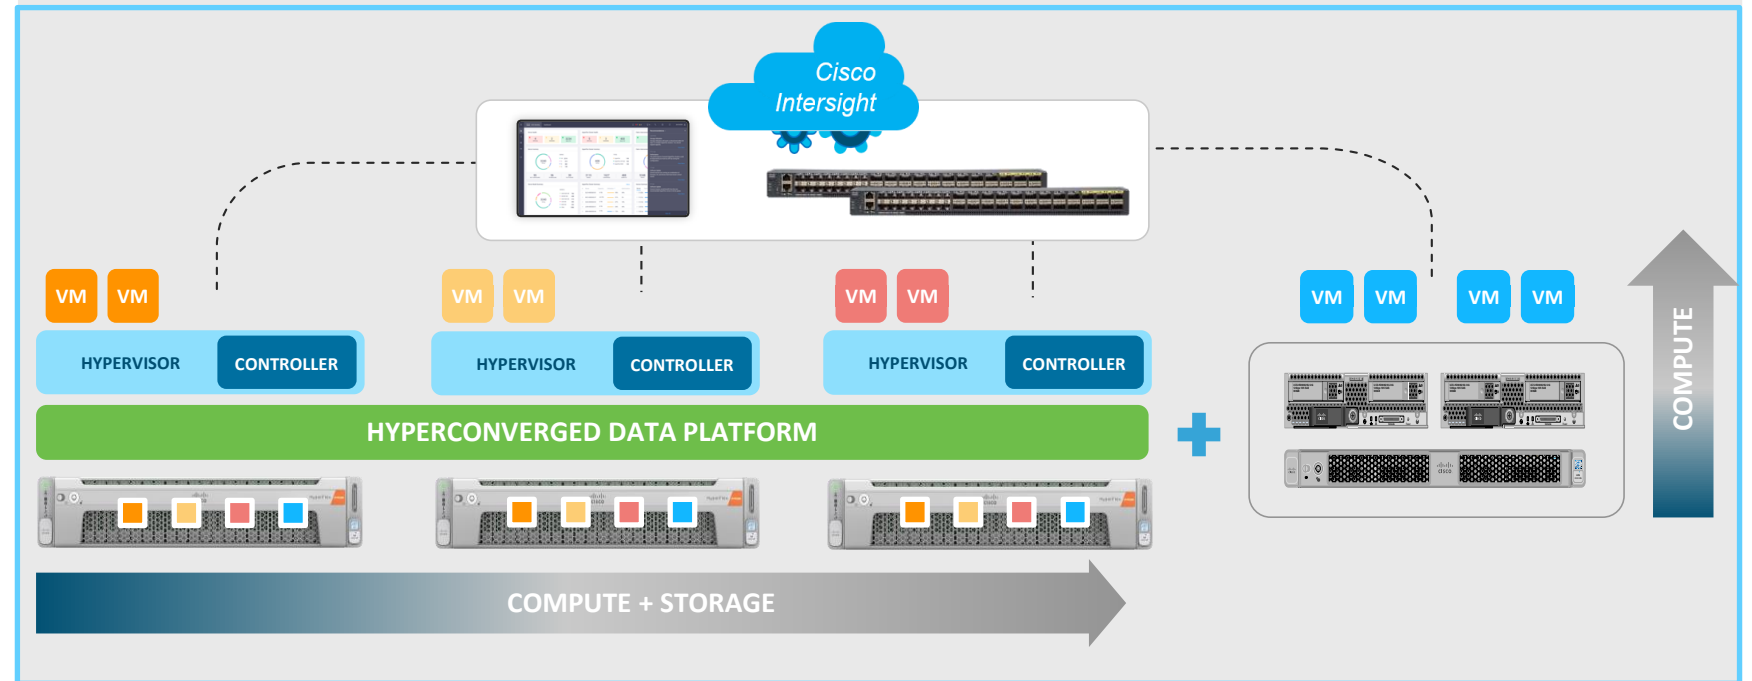 Cisco
Intersight
VM VM
VM VM
VM VM
VM VM
VM VM
HYPERVISOR
CONTROLLER
HYPERVISOR
CONTROLLER
HYPERVISOR
CONTROLLER
HYPERCONVERGED DATA PLATFORM
COMPUTE + STORAGE
COMPUTE